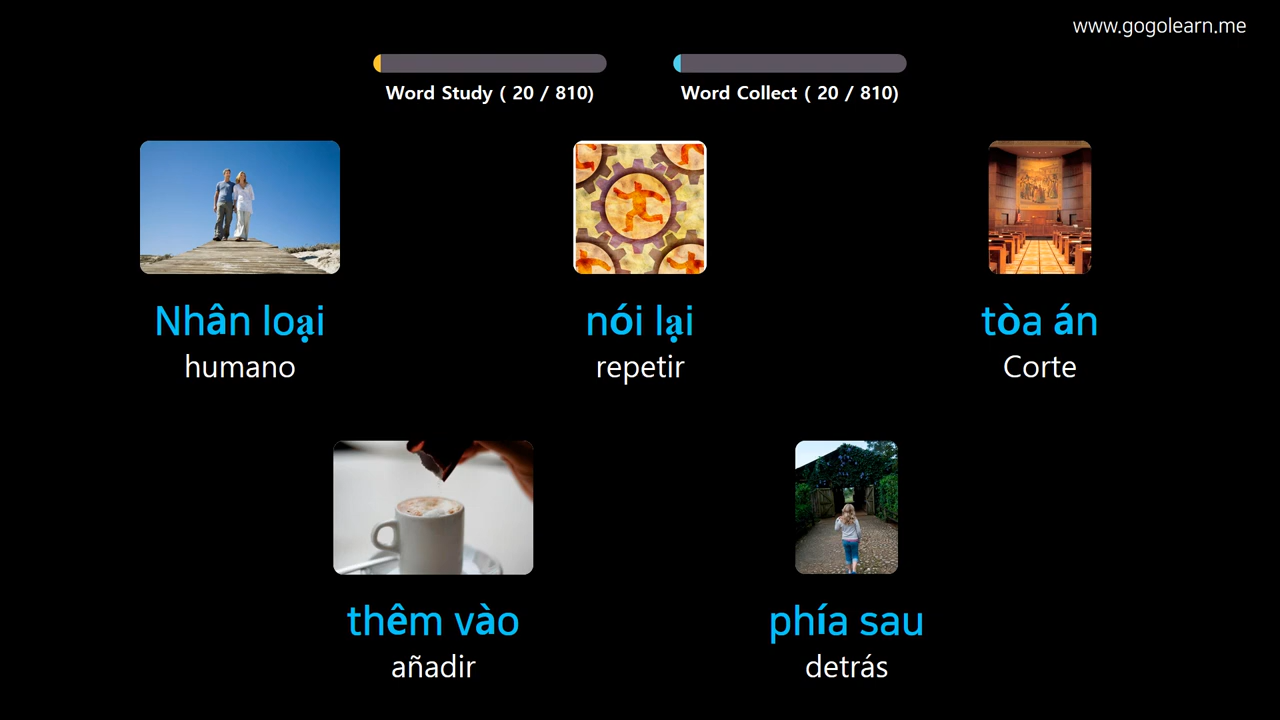 www.gogolearn.me
Word Study ( 20 / 810)
Word Collect ( 20 / 810)
Nhân loại
humano
nói lại
repetir
tòa án
Corte
thêm vào
añadir
phía sau
detrás